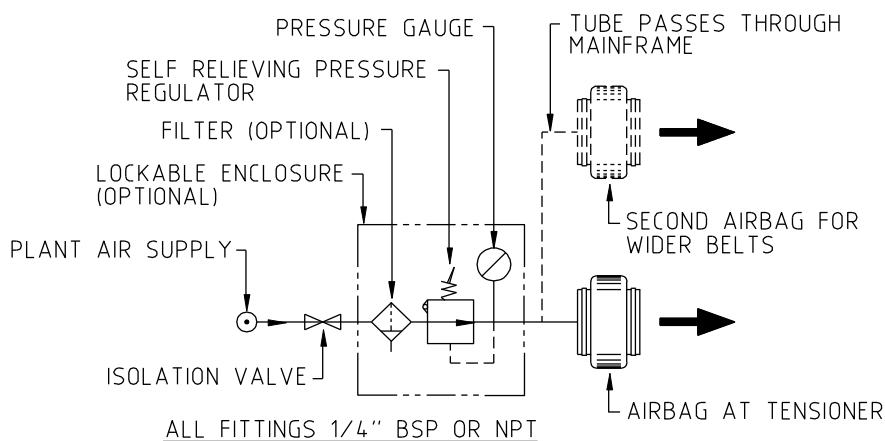 PRESSURE GAUGE
TUBE PASSES THROUGH
MAINFRAME
SELF RELIEVING PRESSURE
REGULATOR
FILTER (OPTIONAL)
LOCKABLE ENCLOSURE
(OPTIONAL)
SECOND AIRBAG FOR
WIDER BELTS
PLANT AIR SUPPLY
ISOLATION VALVE
AIRBAG AT TENSIONER
ALL FITTINGS 1/4" BSP OR NPT